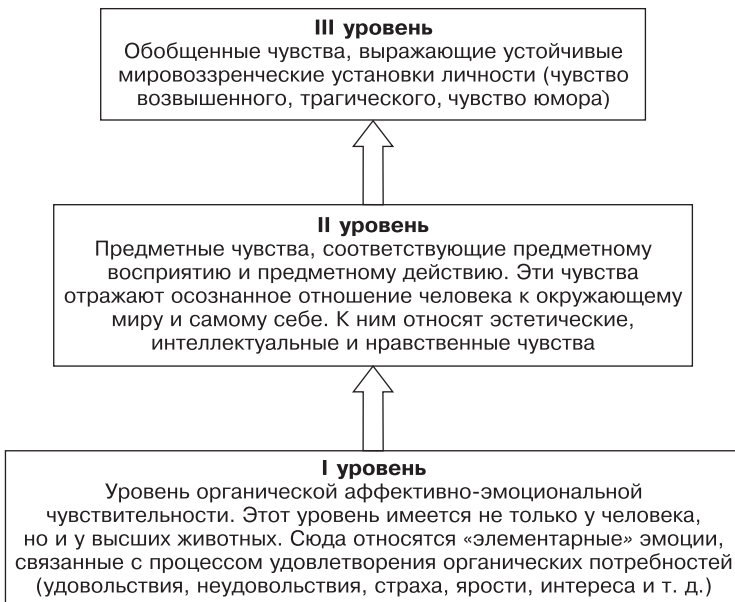 III уровень
Обобщенные чувства, выражающие устойчивые
мировоззренческие установки личности (чувство
возвышенного, трагического, чувство юмора)
II уровень
Предметные чувства, соответствующие предметному
восприятию и предметному действию. Эти чувства
отражают осознанное отношение человека к окружающему
миру и самому себе. К ним относят эстетические,
интеллектуальные и нравственные чувства
I уровень
Уровень органической аффективно-эмоциональной
чувствительности. Этот уровень имеется не только у человека,
но и у высших животных. Сюда относятся «элементарные» эмоции,
связанные с процессом удовлетворения органических потребностей
(удовольствия, неудовольствия, страха, ярости, интереса и т. д.)